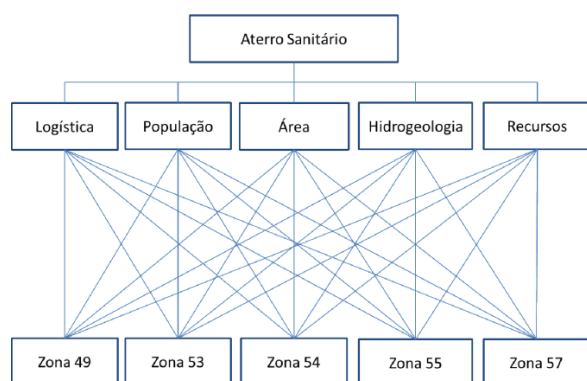 Aterro Sanitário
Logística
População
Área
Hidrogeologia
Recursos
Zona 49
Zona 53
Zona 54
Zona 55
Zona 57